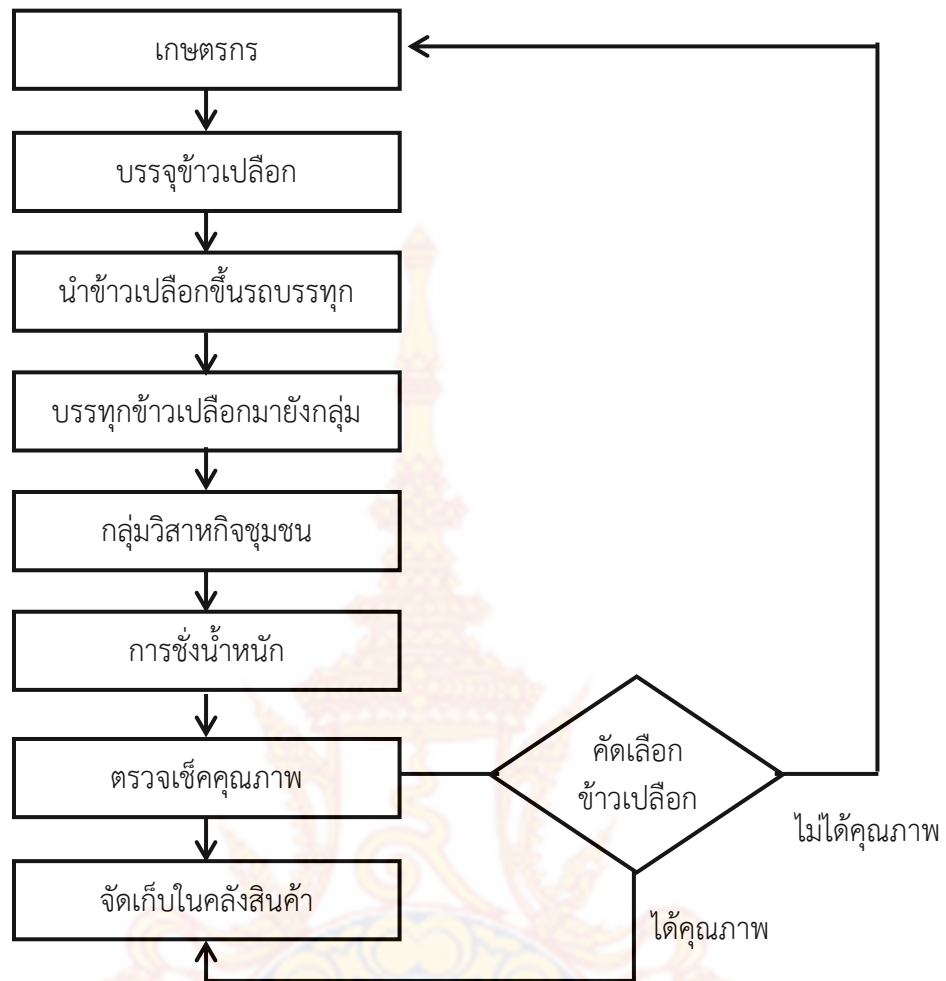 เกษตรกร
บรรจุข้าวเปลือก
นำข้าวเปลือกขึ้นรถบรรทุก
บรรทุกข้าวเปลือกมายังกลุ่ม
กลุ่มวิสาหกิจชุมชน
การชั่งน้ำหนัก
ตรวจเช็คคุณภาพ
คัดเลือก
ข้าวเปลือก
ไม่ได้คุณภาพ
จัดเก็บในคลังสินค้า
ได้คุณภาพ